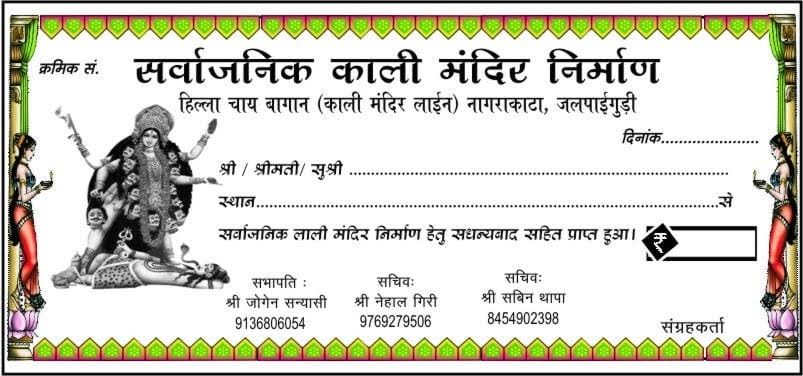 क्रमिक सं.
सर्वाजनिक काली मंदिर निर्माण
हिल्ला चाय बागान (काली मंदिर लाईन) नागराकाटा, जलपाईगुड़ी
दिनांक......................
श्री / श्रीमती/ सुश्री ................................................................
स्थान................................................................................से
सर्वाजनिक लाली मंदिर निर्माण हेतु सधन्यबाद सहित प्राप्त हुआ। ₹
सभापति : सचिवः सचिवः
श्री जोगेन सन्यासी श्री नेहाल गिरी श्री सबिन थापा
9136806054 9769279506 8454902398
संग्रहकर्ता